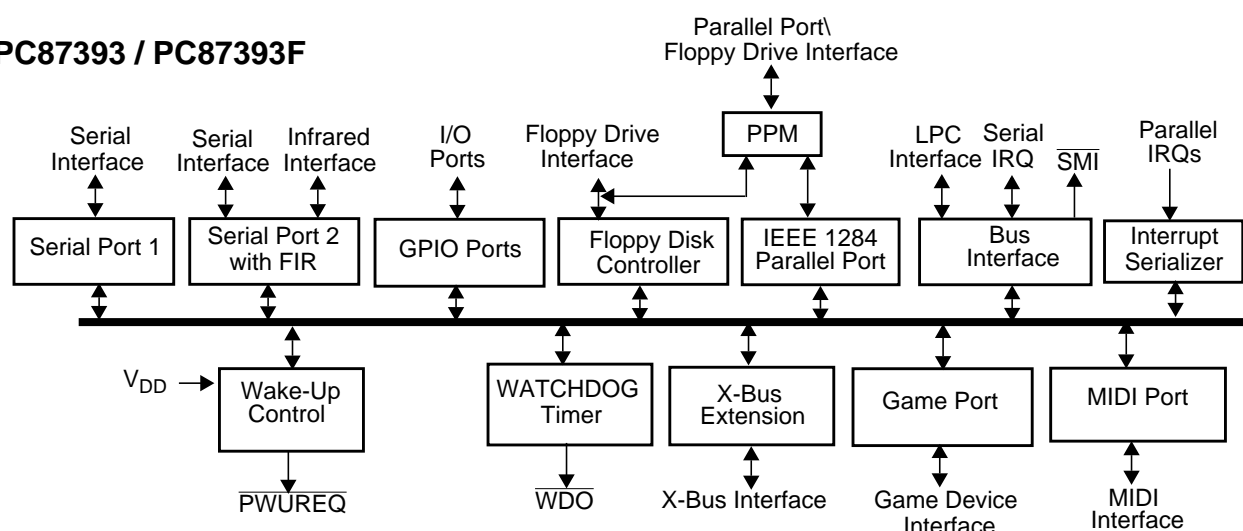 PC87393 / PC87393F
Parallel Port\
Floppy Drive Interface
PPM
Serial
Interface
Serial
Interface
Infrared
Interface
I/O
Ports
Floppy Drive
Interface
LPC
Interface
Serial
IRQ
SMI
Parallel
IRQs
Serial Port 1
Serial Port 2
with FIR
GPIO Ports
Floppy Disk
Controller
IEEE 1284
Parallel Port
Bus
Interface
Interrupt
Serializer
VDD
Wake-Up
Control
WATCHDOG
Timer
X-Bus
Extension
Game Port
MIDI Port
PWUREQ
WDO
X-Bus Interface
Game Device
Interface
MIDI
Interface